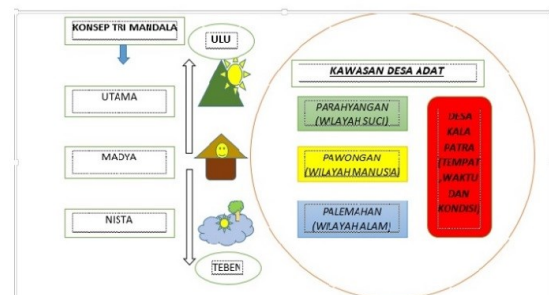 KONSEP TRI MANDALA
ULU
UTAMA
MADYA
NISTA
TEBEN
KAWASAN DESA ADAT
PARAHYANGAN
(WILAYAH SUCI)
PAWONGAN
(WILAYAH MANUSIA)
PALEMAHAN
(WILAYAH ALAM)
DESA
KALA
PATRA
(TEMPAT
,WAKTU
DAN
KONDISI)